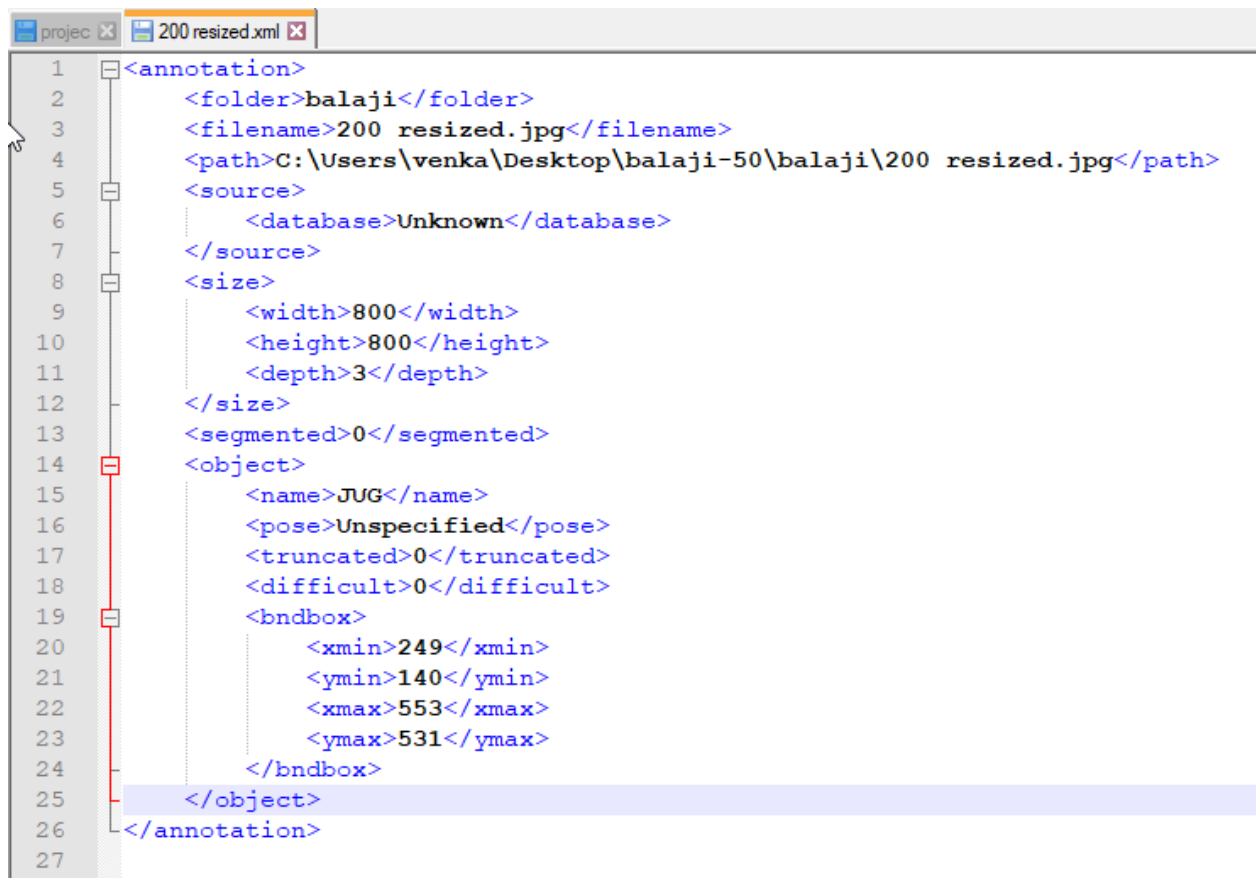 projec 200 resized.xml
1 <annotation>
2 <folder>balaji</folder>
3 <filename>200 resized.jpg</filename>
4 <path>C:\Users\venka\Desktop\balaji-50\balaji\200 resized.jpg</path>
5 <source>
6 <database>Unknown</database>
7 </source>
8 <size>
9 <width>800</width>
10 <height>800</height>
11 <depth>3</depth>
12 </size>
13 <segmented>0</segmented>
14 <object>
15 <name>JUG</name>
16 <pose>Unspecified</pose>
17 <truncated>0</truncated>
18 <difficult>0</difficult>
19 <bndbox>
20 <xmin>249</xmin>
21 <ymin>140</ymin>
22 <xmax>553</xmax>
23 <ymax>531</ymax>
24 </bndbox>
25 </object>
26 </annotation>
27